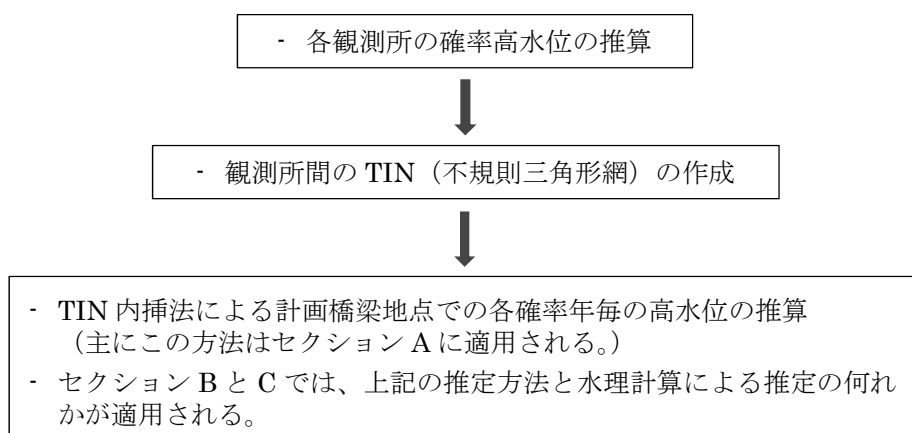 - 各観測所の確率高水位の推算
- 観測所間の TIN（不規則三角形網）の作成
- TIN 内挿法による計画橋梁地点での各確率年毎の高水位の推算
（主にこの方法はセクション A に適用される。）
- セクション B と C では、上記の推定方法と水理計算による推定の何れ
かが適用される。